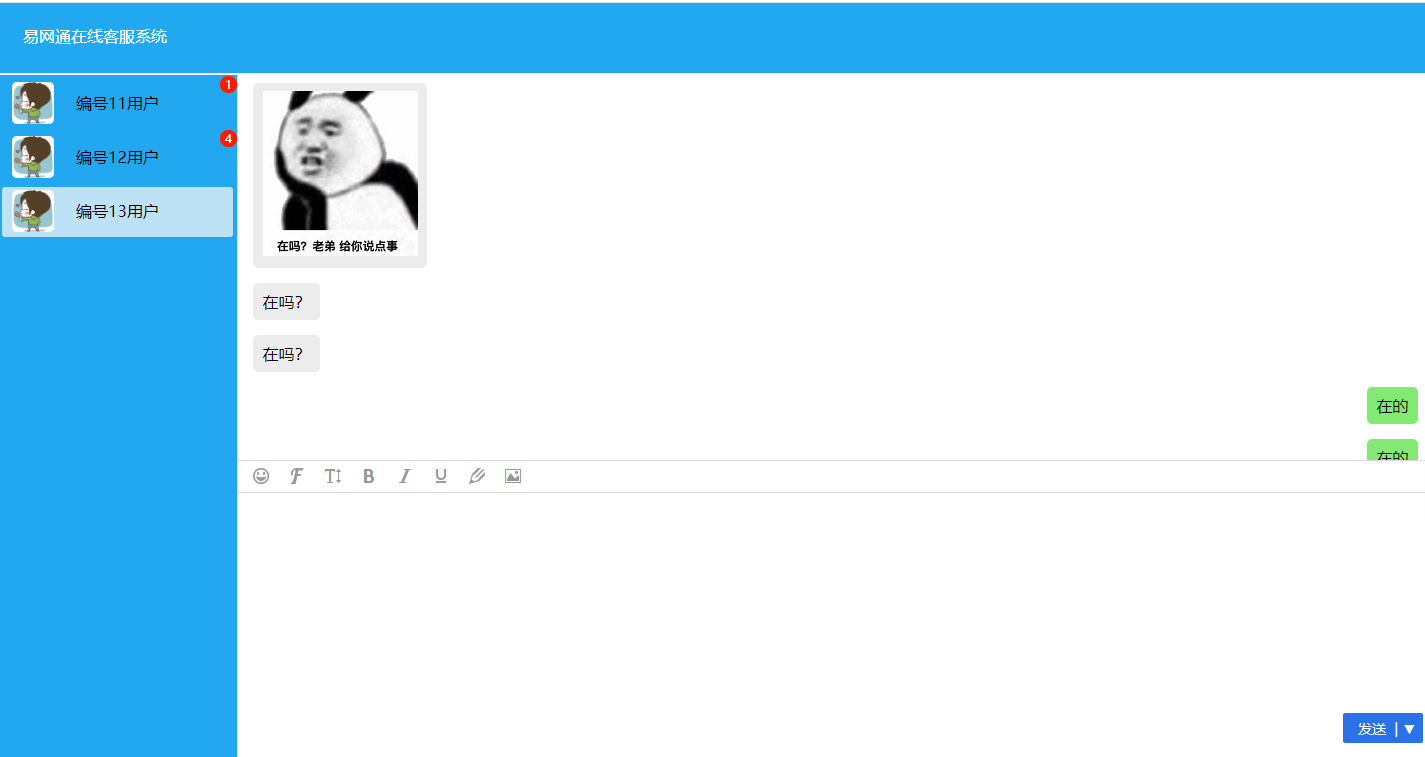 易网通在线客服系统
编号11用户
1
编号12用户
4
编号13用户
在吗？老弟 给你说点事
在吗？
在吗？
在的
在的
F
T
B
I
U
发送 | ▼